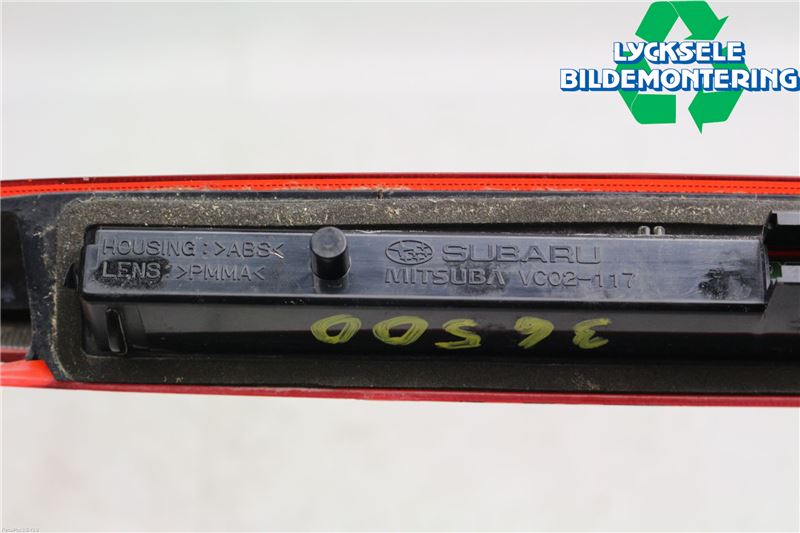 LYCKSELE
BILDEMONTERING
HOUSING : >ABS<
LENS : >PMMA<
SUBARU
MITSUBA VC02-117
36500